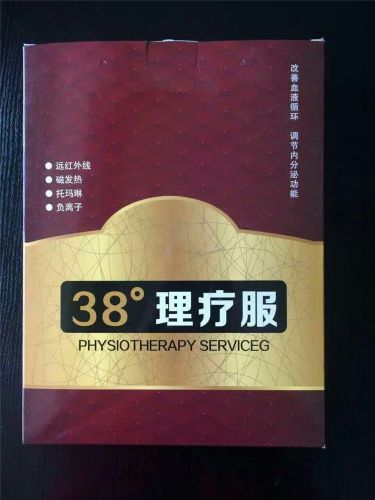 改善血液循环 调节内分泌功能
● 远红外线
● 磁发热
● 托玛琳
● 负离子
38° 理疗服
PHYSIOTHERAPY SERVICEG